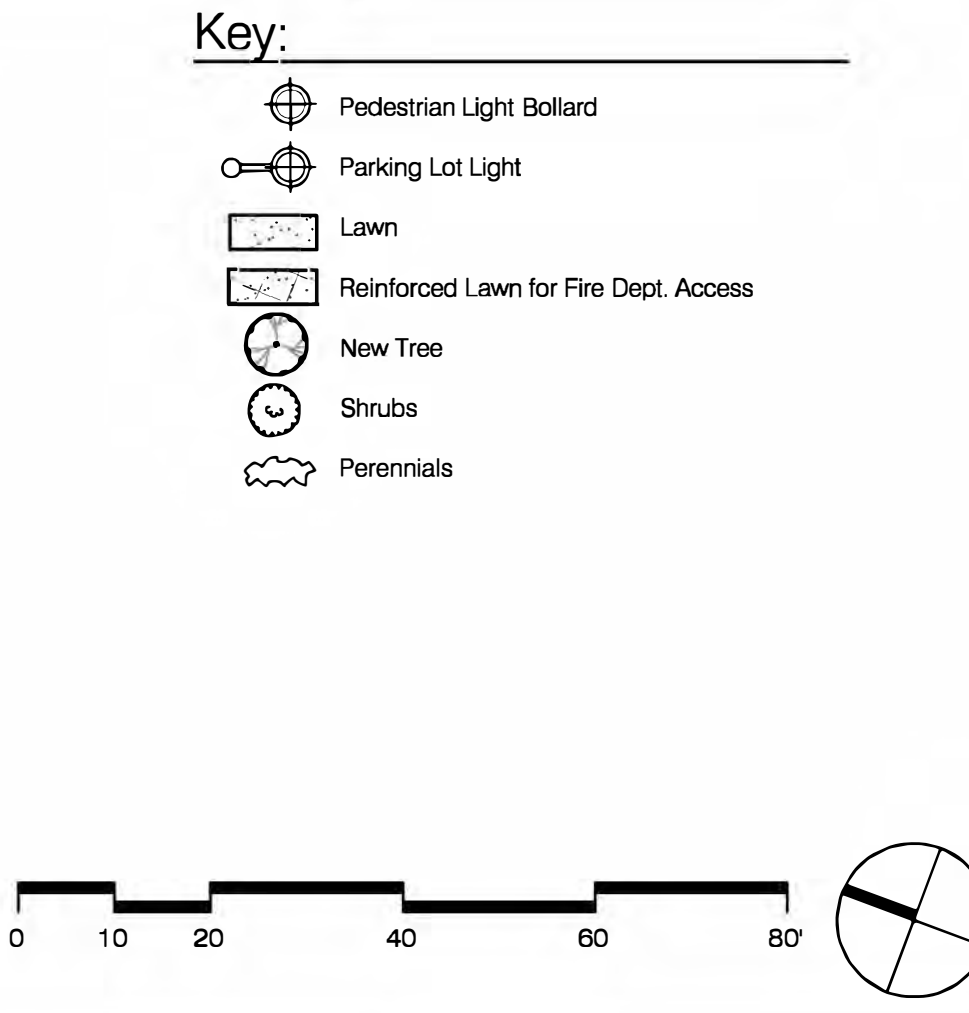 Key:
Pedestrian Light Bollard
Parking Lot Light
Lawn
Reinforced Lawn for Fire Dept. Access
New Tree
Shrubs
Perennials
0 10 20 40 60 80'